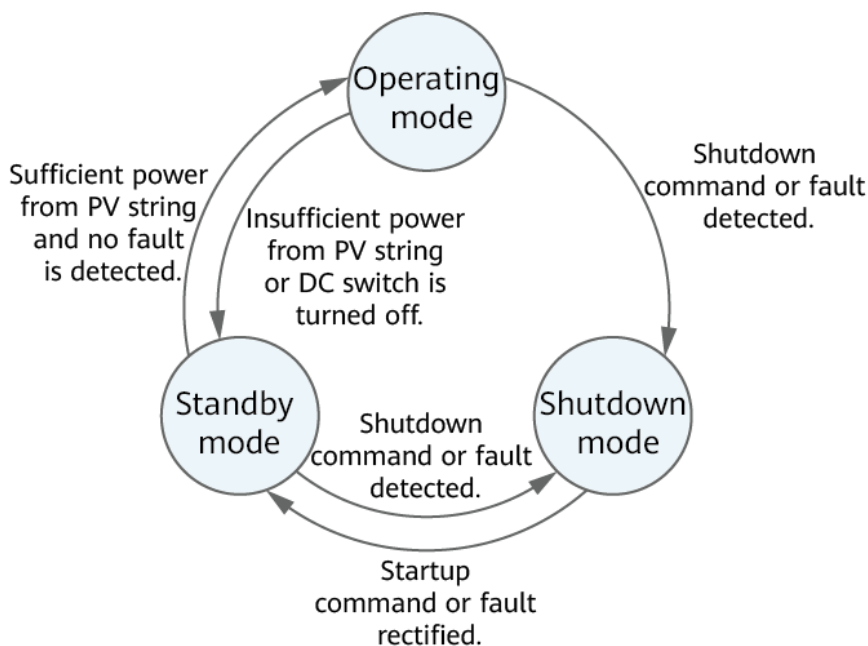 Operating
mode
Sufficient power
from PV string
and no fault
is detected.
Insufficient power
from PV string
or DC switch is
turned off.
Shutdown
command or fault
detected.
Standby
mode
Shutdown
command or fault
detected.
Shutdown
mode
Startup
command or fault
rectified.